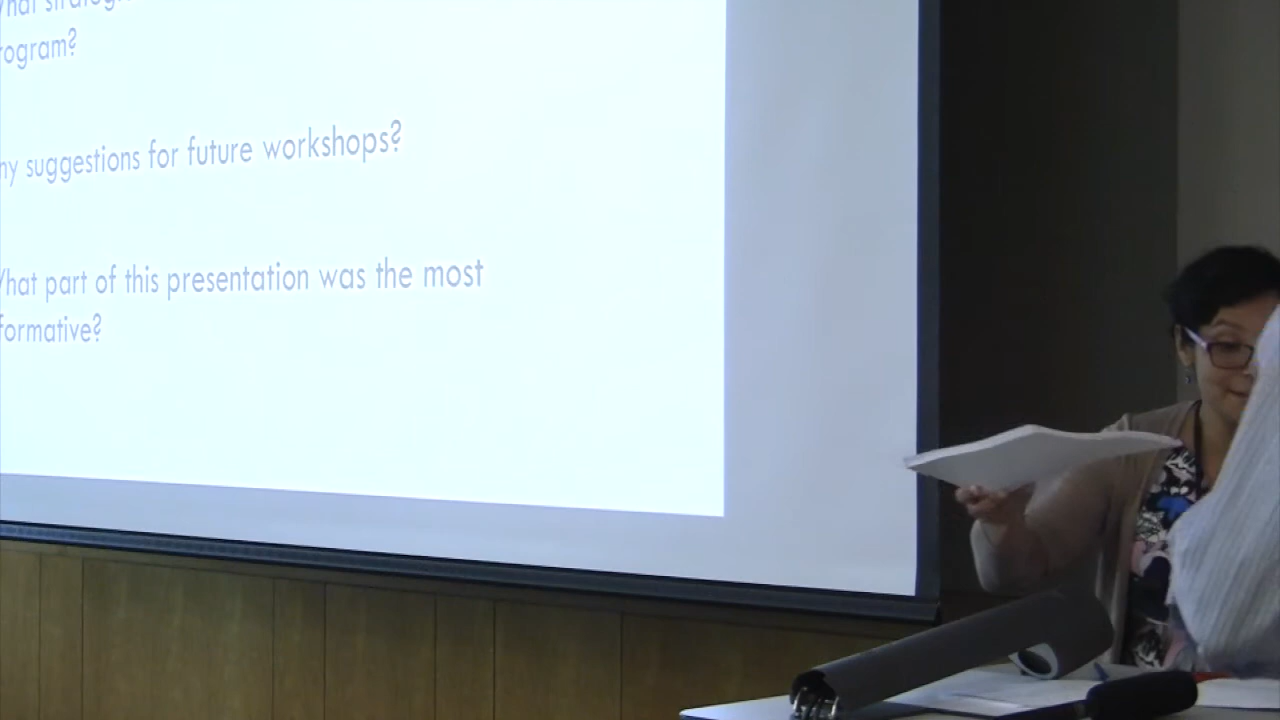 rogram?
ny suggestions for future workshops?
hat part of this presentation was the most
formative?